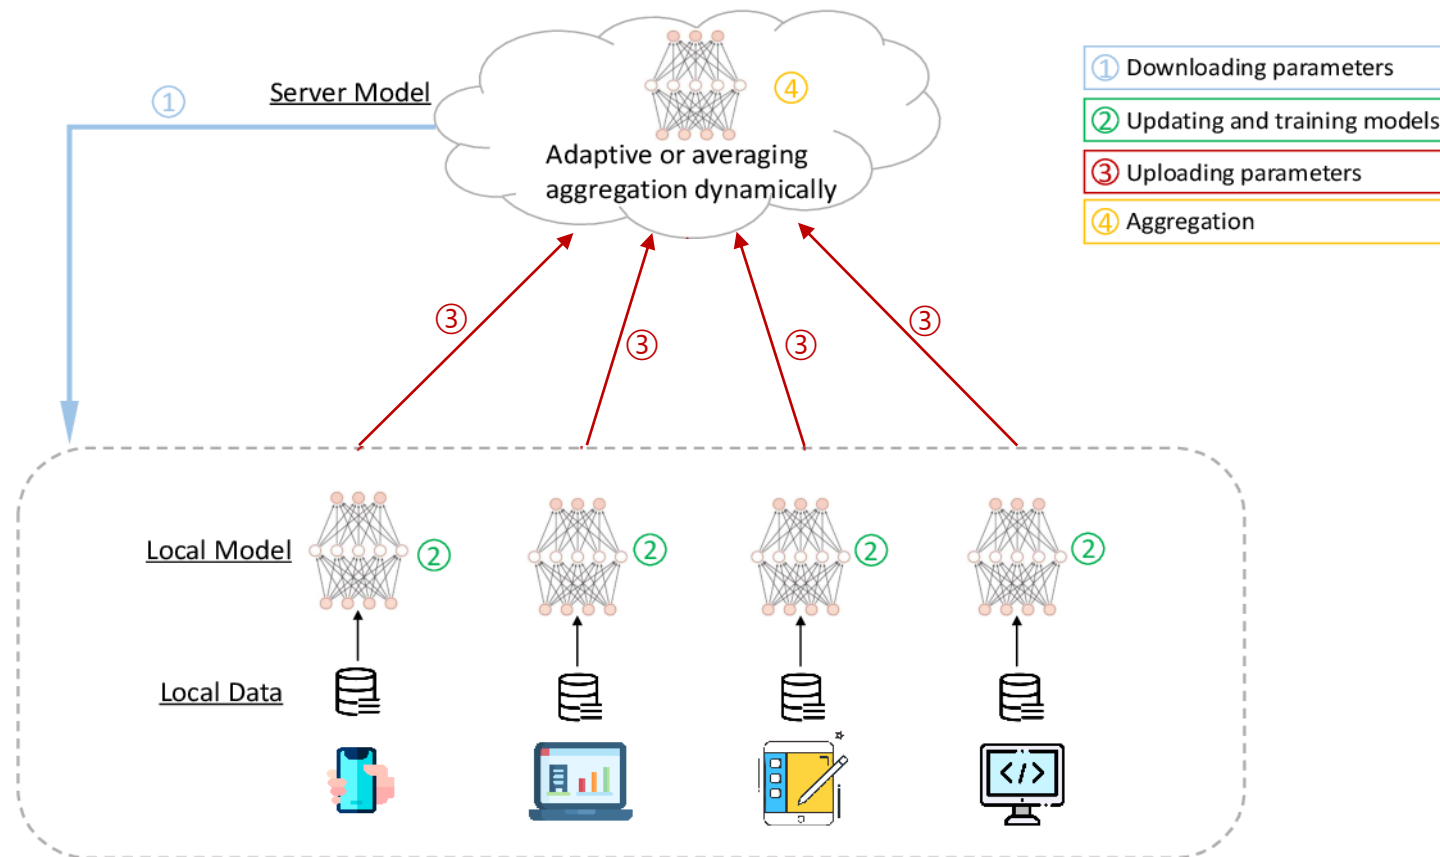 Server Model
①
④
Adaptive or averaging
aggregation dynamically
① Downloading parameters
② Updating and training models
③ Uploading parameters
④ Aggregation
③
③
③
③
Local Model
②
②
②
②
Local Data
</>